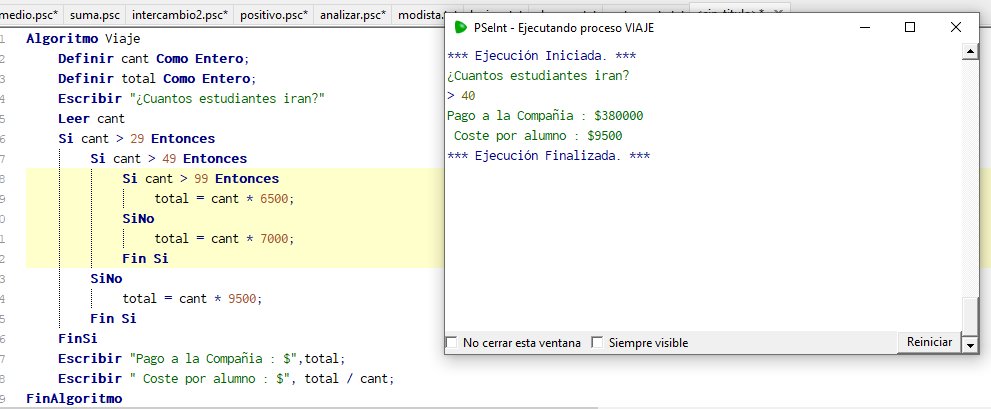 medio.psc* suma.psc intercambio2.psc* positivo.psc* analizar.psc* modista.
Algoritmo Viaje
Definir cant Como Entero;
Definir total Como Entero;
Escribir "¿Cuantos estudiantes iran?"
Leer cant
Si cant > 29 Entonces
Si cant > 49 Entonces
Si cant > 99 Entonces
total = cant * 6500;
SiNo
total = cant * 7000;
Fin Si
SiNo
total = cant * 9500;
Fin Si
FinSi
Escribir "Pago a la Compañia : $",total;
Escribir " Coste por alumno : $", total / cant;
FinAlgoritmo
PSeInt - Ejecutando proceso VIAJE
*** Ejecución Iniciada. ***
¿Cuantos estudiantes iran?
> 40
Pago a la Compañia : $380000
Coste por alumno : $9500
*** Ejecución Finalizada. ***
No cerrar esta ventana Siempre visible Reiniciar